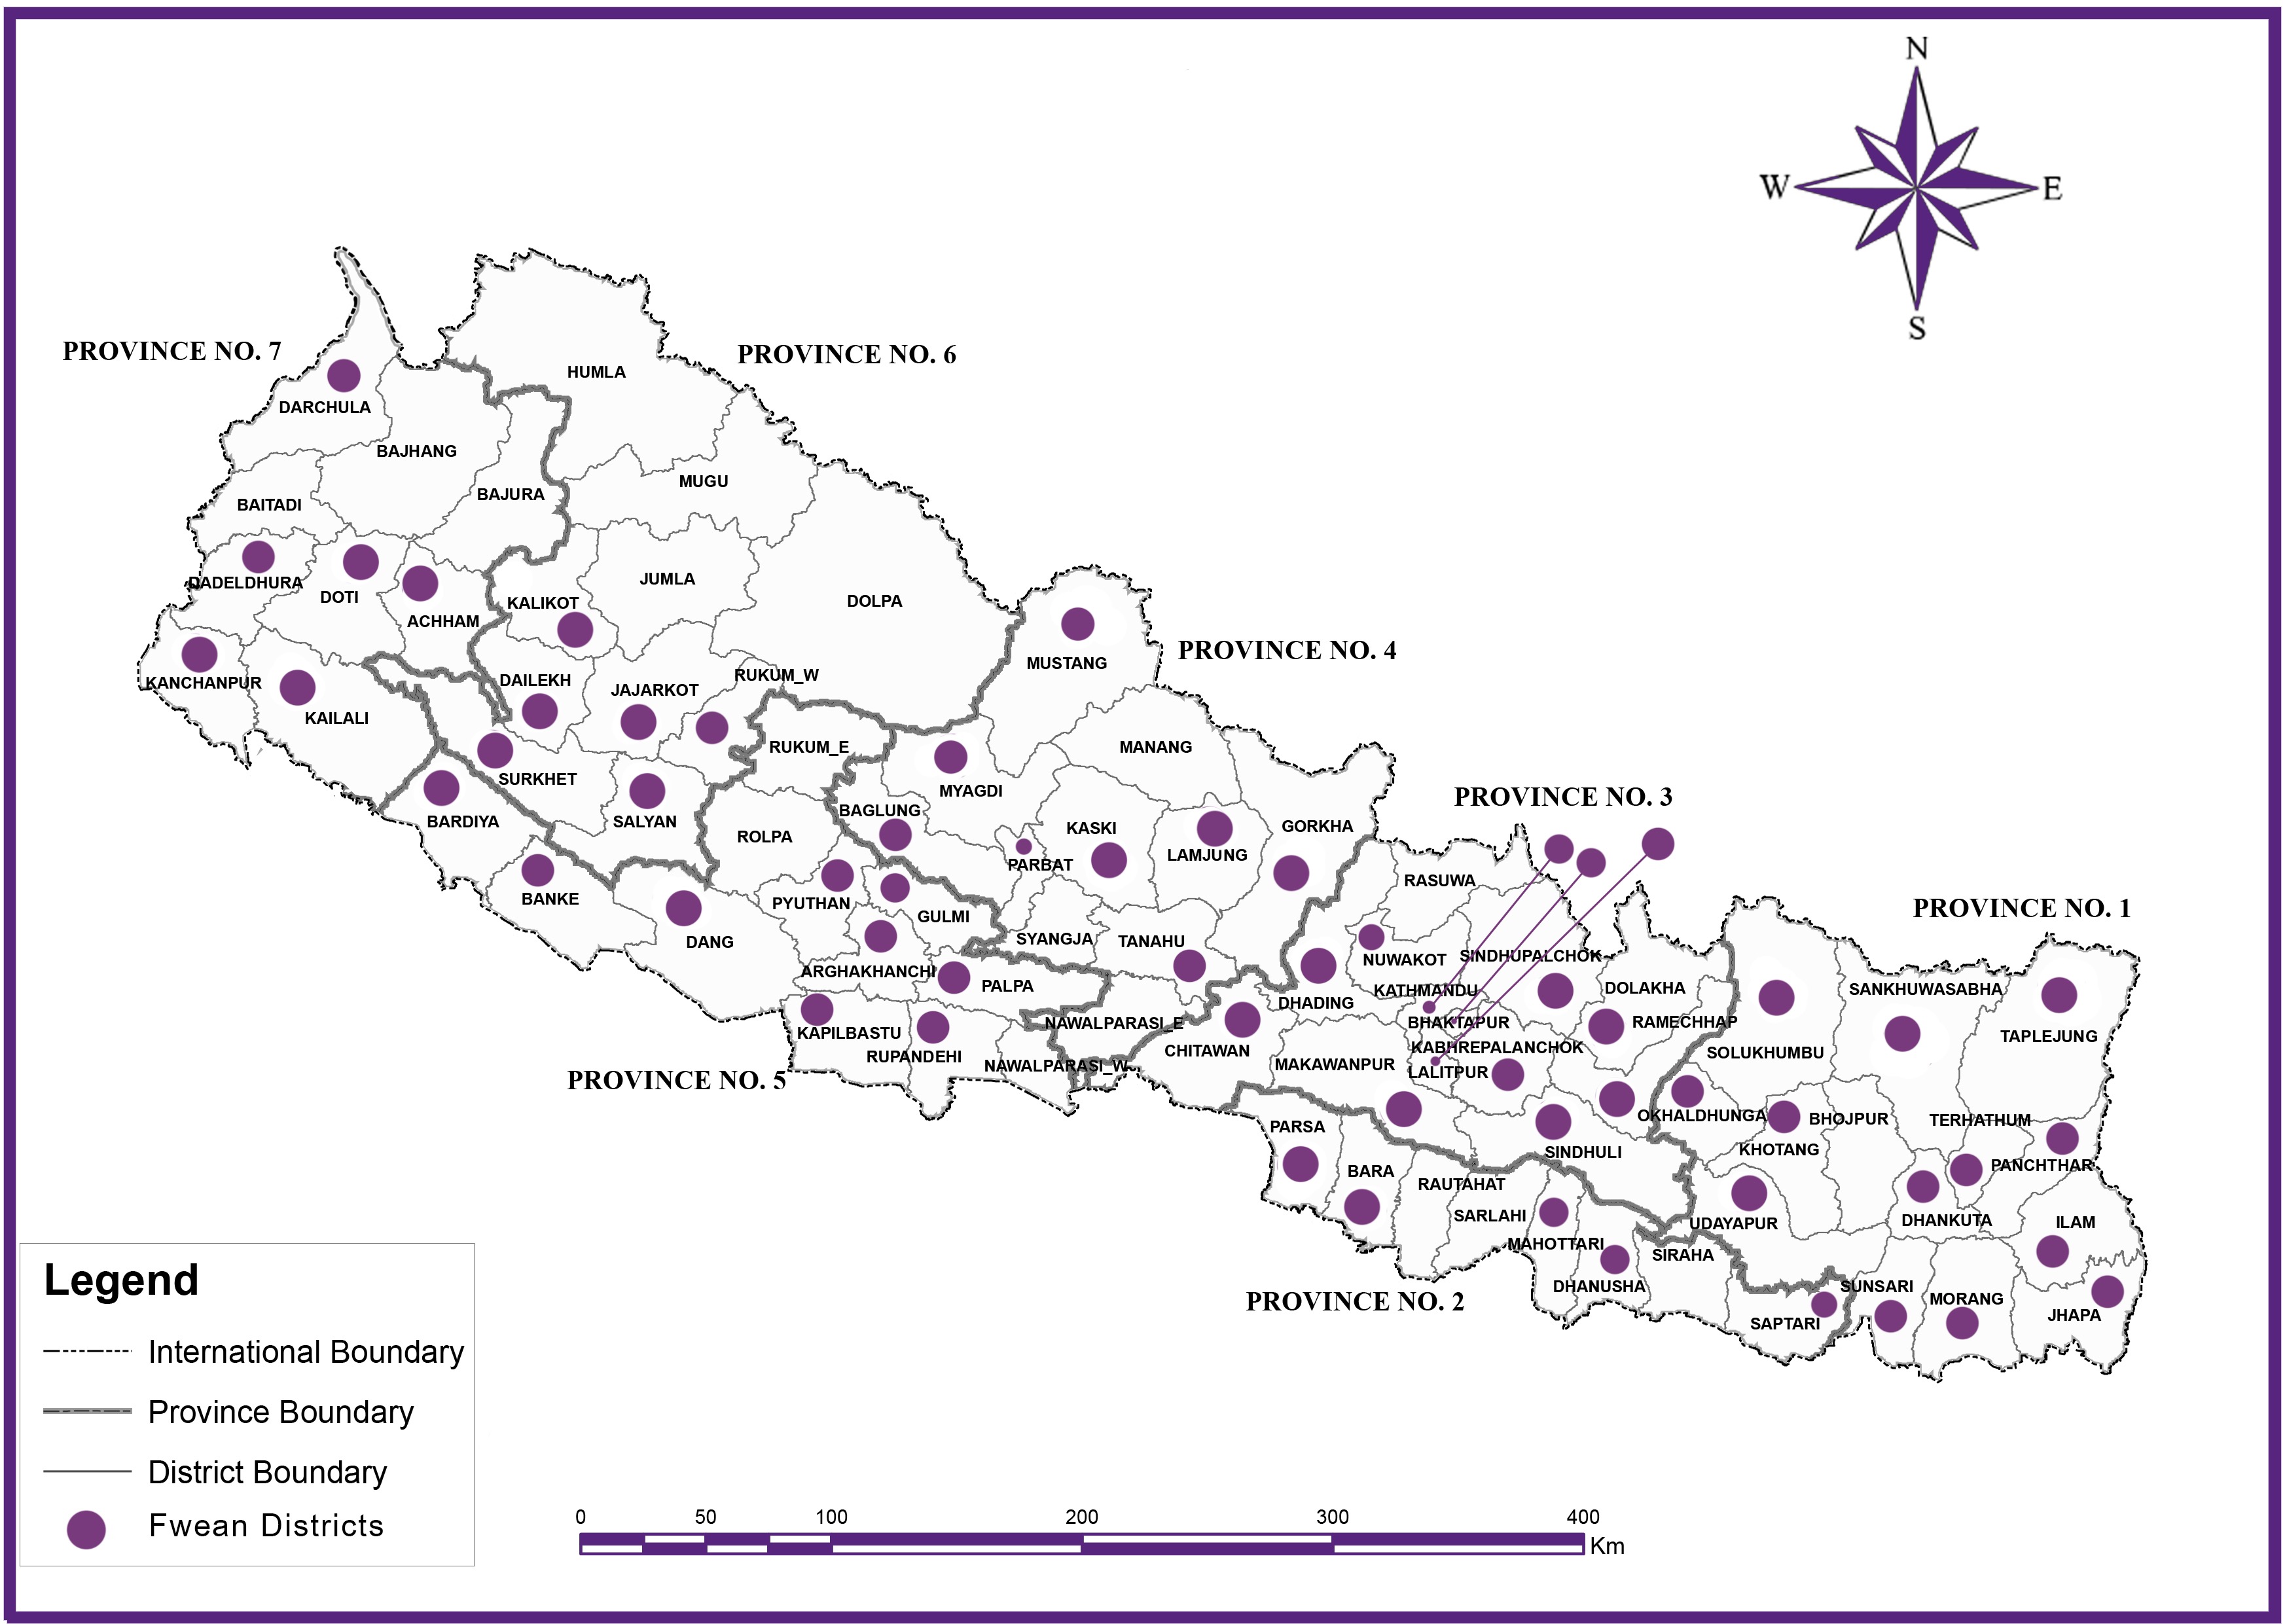 N
W
E
S
PROVINCE NO. 7
PROVINCE NO. 6
HUMLA
DARCHULA
BAJHANG
MUGU
BAJURA
BAITADI
JUMLA
DADELDHURA
DOTI
KALIKOT
DOLPA
ACHHAM
PROVINCE NO. 4
MUSTANG
RUKUM_W
DAILEKH
KANCHANPUR
JAJARKOT
KAILALI
RUKUM_E
MANANG
SURKHET
MYAGDI
PROVINCE NO. 3
BAGLUNG
BARDIYA
SALYAN
GORKHA
KASKI
ROLPA
LAMJUNG
PARBAT
RASUWA
BANKE
PYUTHAN
PROVINCE NO. 1
GULMI
SYANGJA
TANAHU
DANG
SINDHUPALCHOK
NUWAKOT
ARGHAKHANCHI
PALPA
DOLAKHA
SANKHUWASABHA
KATHMANDU
DHADING
NAWALPARASI_E
BHAKTAPUR
RAMECHHAP
KAPILBASTU
TAPLEJUNG
KABHREPALANCHOK
CHITAWAN
SOLUKHUMBU
RUPANDEHI
MAKAWANPUR
NAWALPARASI_W
LALITPUR
PROVINCE NO. 5
OKHALDHUNGA
BHOJPUR
TERHATHUM
PARSA
KHOTANG
SINDHULI
PANCHTHAR
BARA
RAUTAHAT
SARLAHI
DHANKUTA
ILAM
UDAYAPUR
MAHOTTARI
SIRAHA
DHANUSHA
SUNSARI
PROVINCE NO. 2
MORANG
JHAPA
SAPTARI
Legend
International Boundary
Province Boundary
District Boundary
Fwean Districts
0 50 100 200 300 400
Km